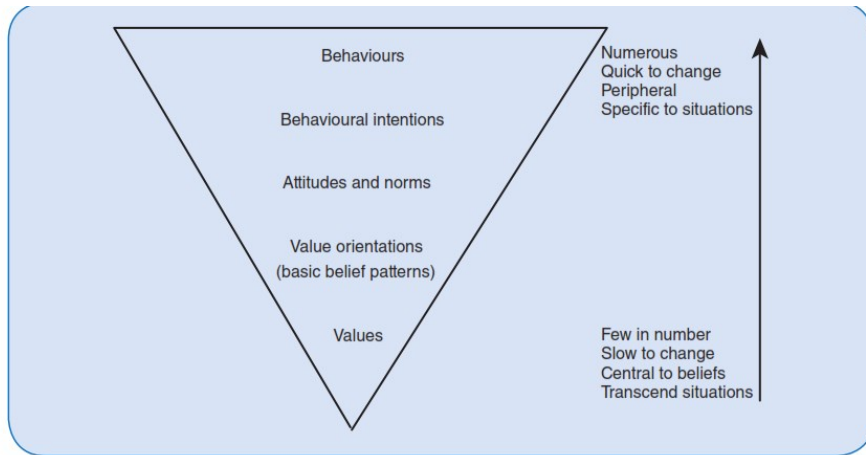 Behaviours
Behavioural intentions
Attitudes and norms
Value orientations
(basic belief patterns)
Values
Numerous
Quick to change
Peripheral
Specific to situations
Few in number
Slow to change
Central to beliefs
Transcend situations